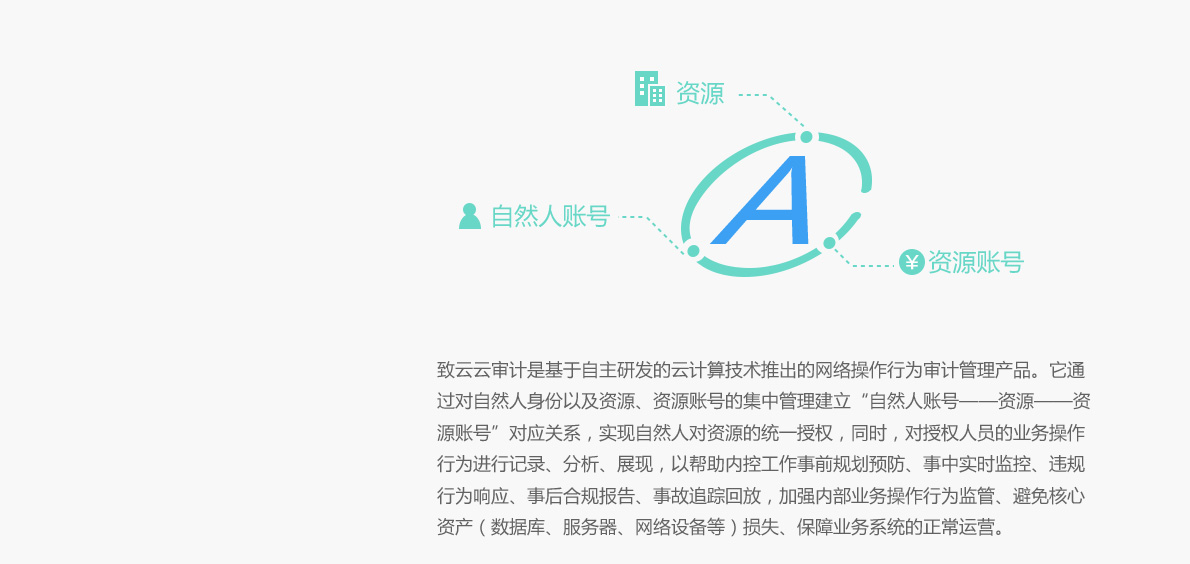 资源
A
自然人账号
¥ 资源账号
致云云审计是基于自主研发的云计算技术推出的网络操作行为审计管理产品。它通
过对自然人身份以及资源、资源账号的集中管理建立“自然人账号——资源——资
源账号”对应关系，实现自然人对资源的统一授权，同时，对授权人员的业务操作
行为进行记录、分析、展现，以帮助内控工作事前规划预防、事中实时监控、违规
行为响应、事后合规报告、事故追踪回放，加强内部业务操作行为监管、避免核心
资产（数据库、服务器、网络设备等）损失、保障业务系统的正常运营。